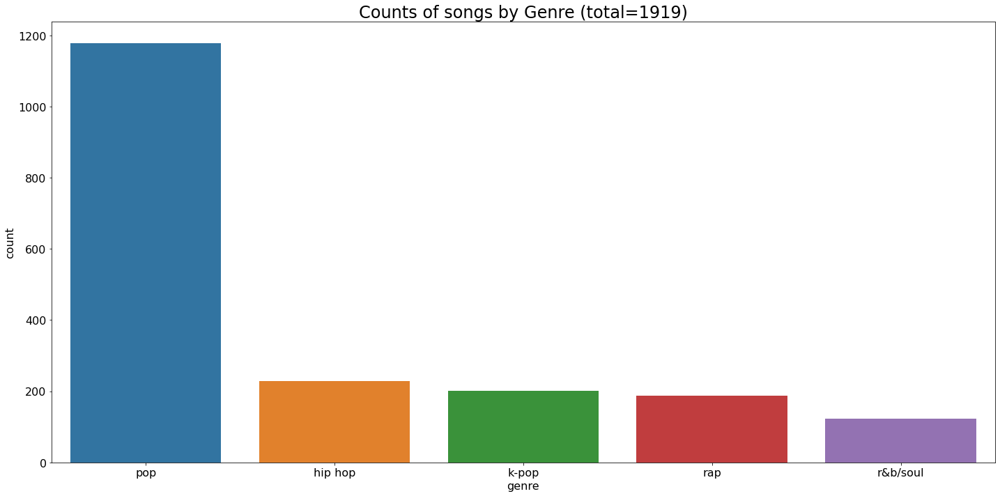 Counts of songs by Genre (total=1919)
1200
1000
800
600
400
200
0
count
pop
hip hop
k-pop
rap
r&b/soul
genre